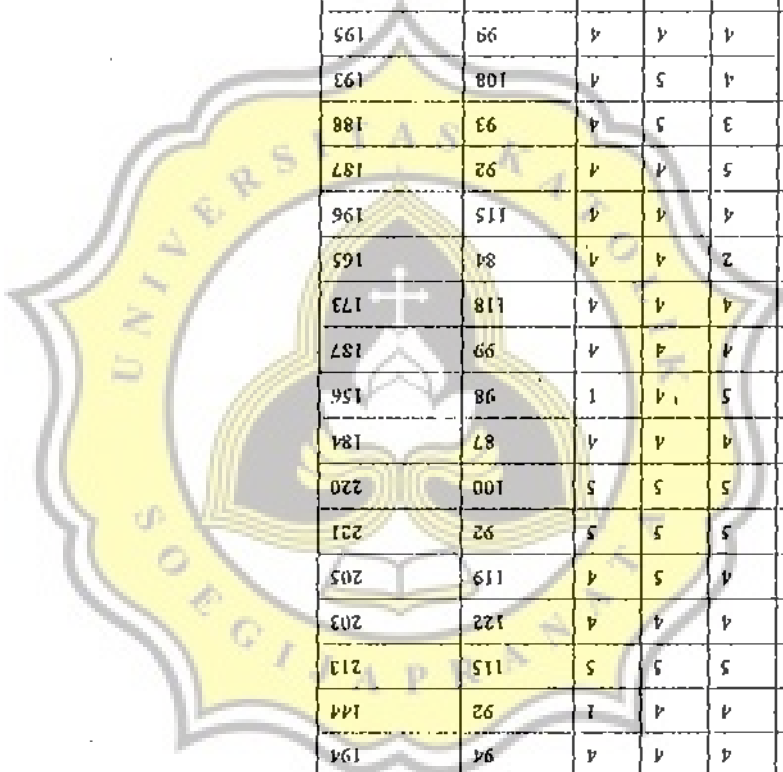 4 4 4 94 194
4 4 1 92 144
5 5 5 115 213
4 4 4 122 203
4 5 4 119 205
5 5 5 92 221
5 5 5 100 220
4 4 4 87 184
5 4 1 98 156
4 4 4 99 187
4 4 4 118 173
2 4 4 84 165
4 4 4 115 196
5 4 4 92 187
3 5 4 93 188
4 5 4 108 193
4 4 4 99 195
UNIVERSITAS KATOLIK
SOEGIJAPRANATA